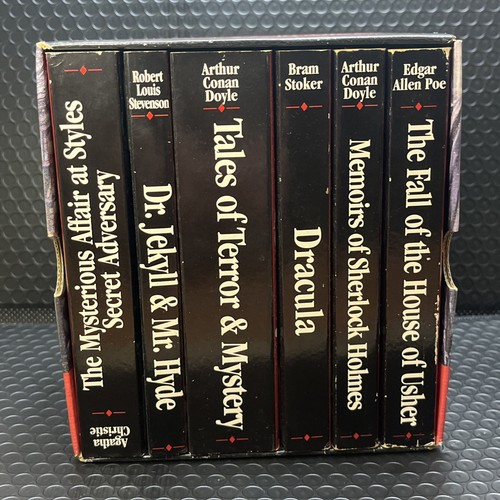 The Mysterious Affair at Styles
Secret Adversary
Agatha
Christie
Robert
Louis
Stevenson
Dr. Jekyll & Mr. Hyde
Arthur
Conan
Doyle
Tales of Terror & Mystery
Bram
Stoker
Dracula
Arthur
Conan
Doyle
Memoirs of Sherlock Holmes
Edgar
Allen Poe
The Fall of the House of Usher